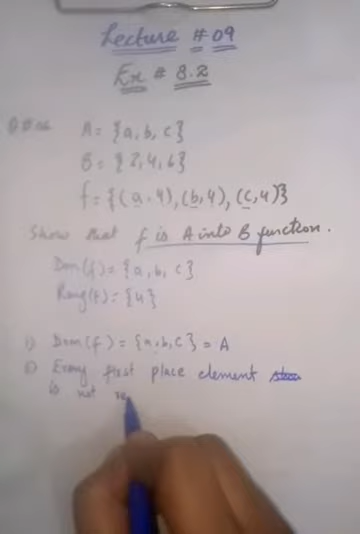 Lecture # 09
Ex # 8.2
A = {a, b, c}
B = {2, 4, 6}
f = {(a, 4), (b, 4), (c, 4)}
Show that f is A into B function.
Dom(f) = {a, b, c}
Rang(f) = {4}
i) Dom(f) = {a, b, c} = A
ii) Every first place element
is not re